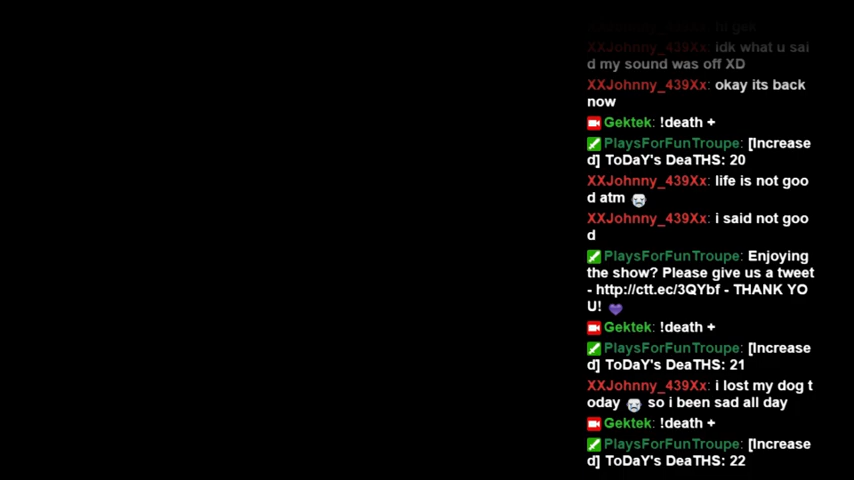 XXJohnny_439Xx: hi gek
XXJohnny_439Xx: idk what u sai
d my sound was off XD
XXJohnny_439Xx: okay its back
now
Gektek: !death +
PlaysForFunTroupe: [Increase
d] ToDaY's DeaTHS: 20
XXJohnny_439Xx: life is not goo
d atm
XXJohnny_439Xx: i said not goo
d
PlaysForFunTroupe: Enjoying
the show? Please give us a tweet
- http://ctt.ec/3QYbf - THANK YO
U!
Gektek: !death +
PlaysForFunTroupe: [Increase
d] ToDaY's DeaTHS: 21
XXJohnny_439Xx: i lost my dog t
oday so i been sad all day
Gektek: !death +
PlaysForFunTroupe: [Increase
d] ToDaY's DeaTHS: 22